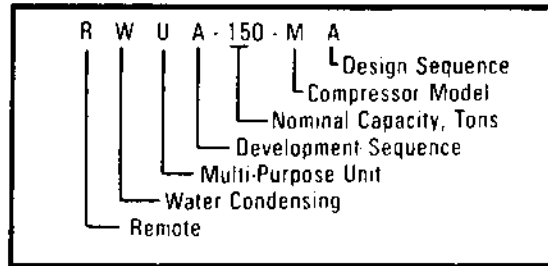 R W U A - 150 - M A
Design Sequence
Compressor Model
Nominal Capacity, Tons
Development Sequence
Multi-Purpose Unit
Water Condensing
Remote